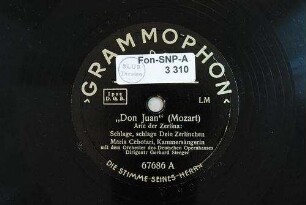 GRAMMOPHON
Fon-SNP-A
3 310
LM
„Don Juan“ (Mozart)
Arie der Zerlina:
Schlage, schlage Dein Zerlinchen
Maria Cebotari, Kammersängerin
mit dem Orchester des Deutschen Opernhauses
Dirigent: Gerhard Steeger
67686 A
DIE STIMME SEINES HERRN